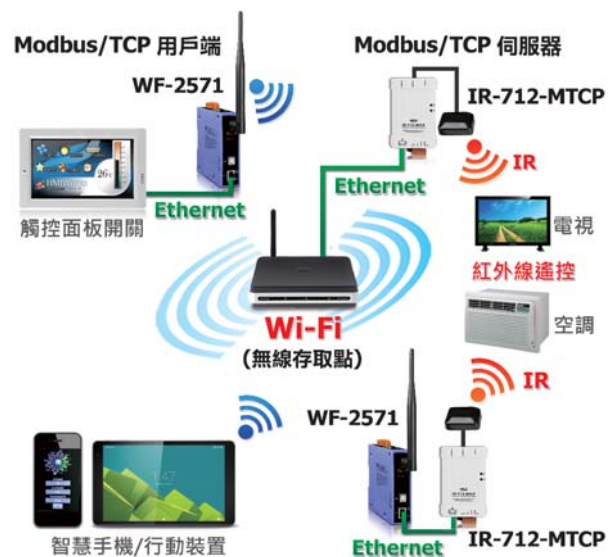 Modbus/TCP 用戶端
Modbus/TCP 伺服器
WF-2571
IR-712-MTCP
IR
26
Ethernet
Ethernet
觸控面板開關
電視
紅外線遙控
Wi-Fi
(無線存取點)
空調
IR
WF-2571
智慧手機/行動裝置
Ethernet
IR-712-MTCP